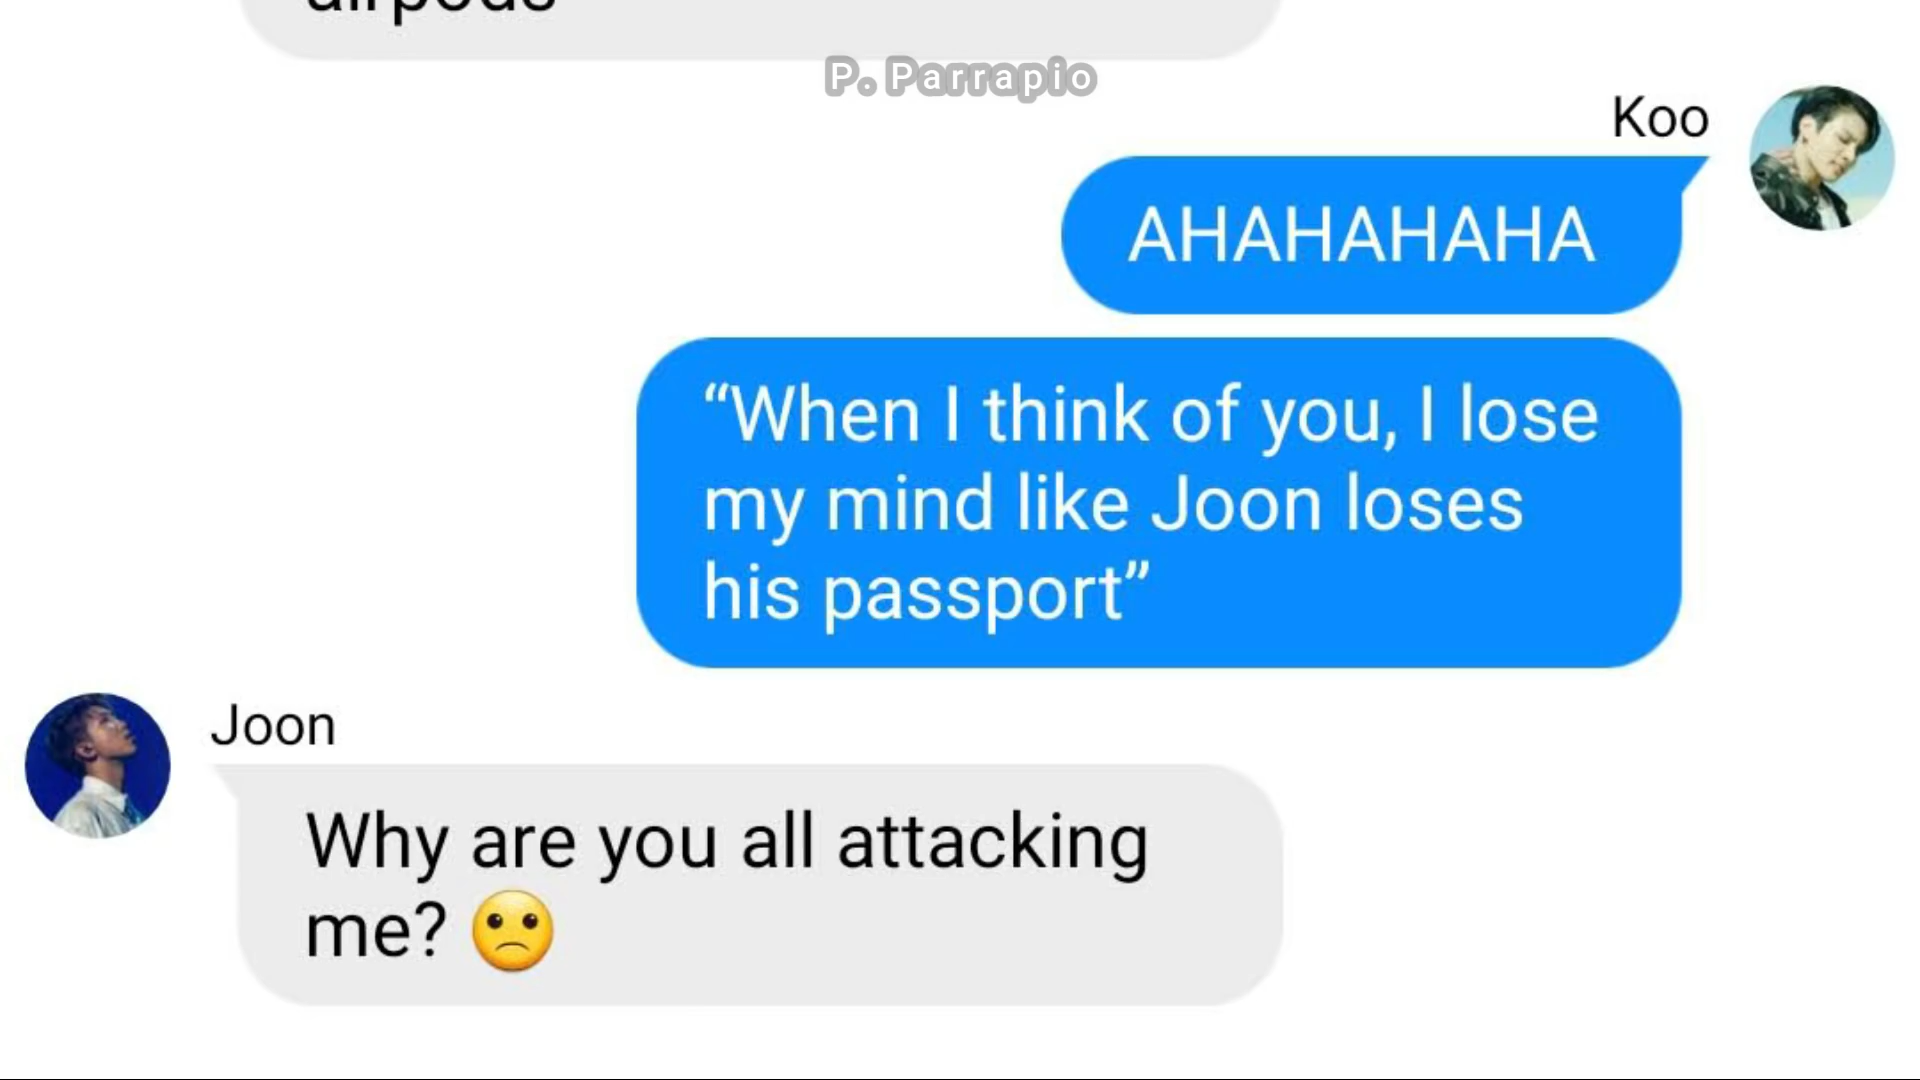 airpods
P. Parrapio
Koo
AHAHAHAHA
“When I think of you, I lose
my mind like Joon loses
his passport”
Joon
Why are you all attacking
me? 🙁